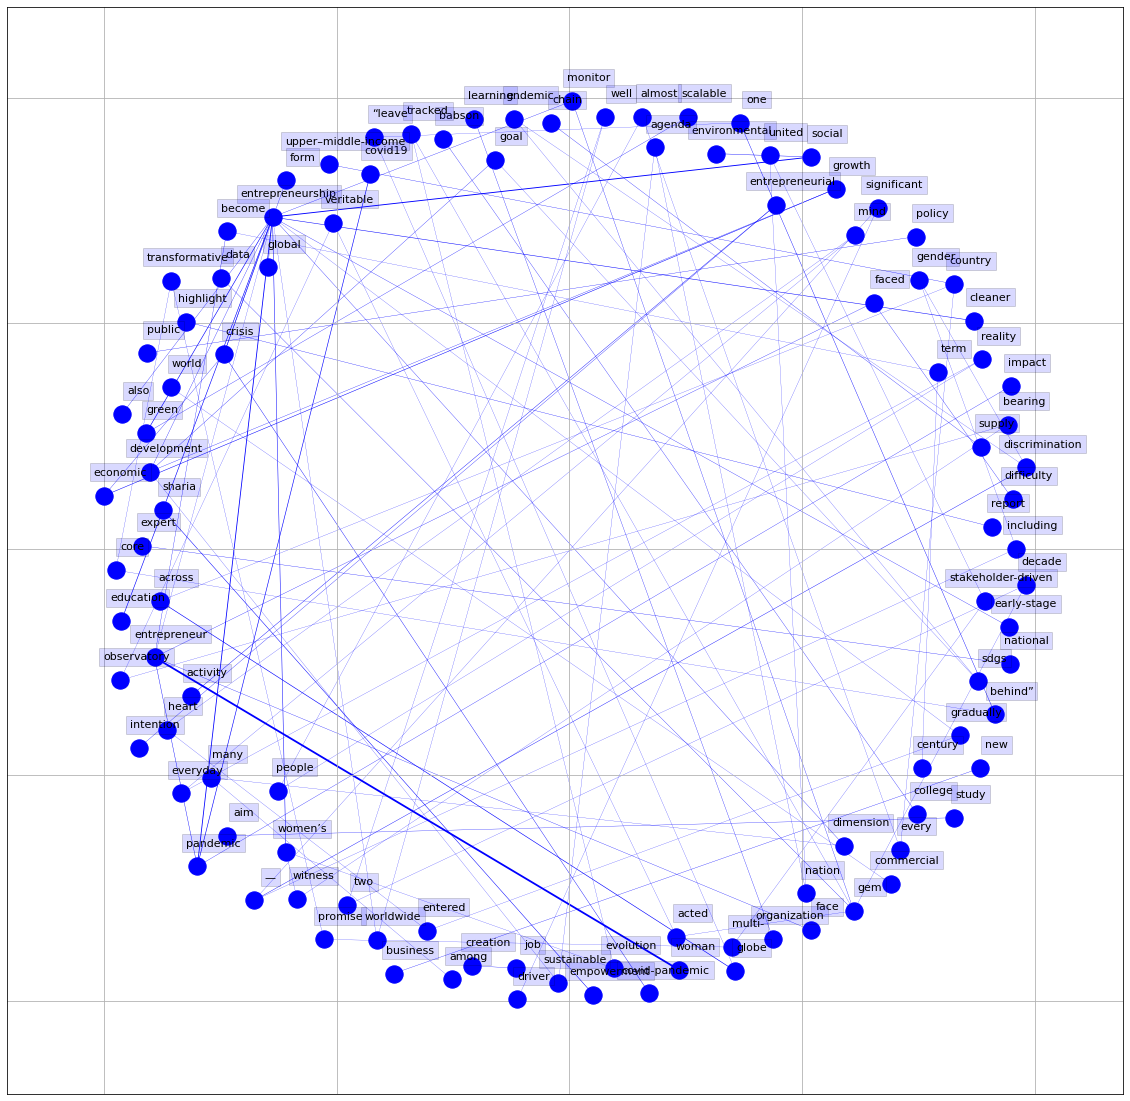 monitor
learning
endemic
chain
well
almost
scalable
one
"leave
tracked
babson
goal
agenda
environmental
united
social
upper–middle-income
covid19
form
growth
entrepreneurship
veritable
entrepreneurial
significant
become
mind
policy
transformative
data
global
gender
country
highlight
faced
cleaner
public
crisis
term
reality
world
impact
also
green
bearing
supply
development
discrimination
economic
sharia
difficulty
expert
report
including
core
decade
across
stakeholder-driven
education
early-stage
entrepreneur
national
observatory
sdgs
activity
behind”
heart
gradually
intention
century
new
many
everyday
people
college
study
aim
dimension
every
pandemic
women’s
commercial
—
witness
two
nation
gem
promise
worldwide
entered
acted
multi-
organization
face
business
creation
job
evolution
woman
globe
among
sustainable
driver
empowerment
covid-pandemic